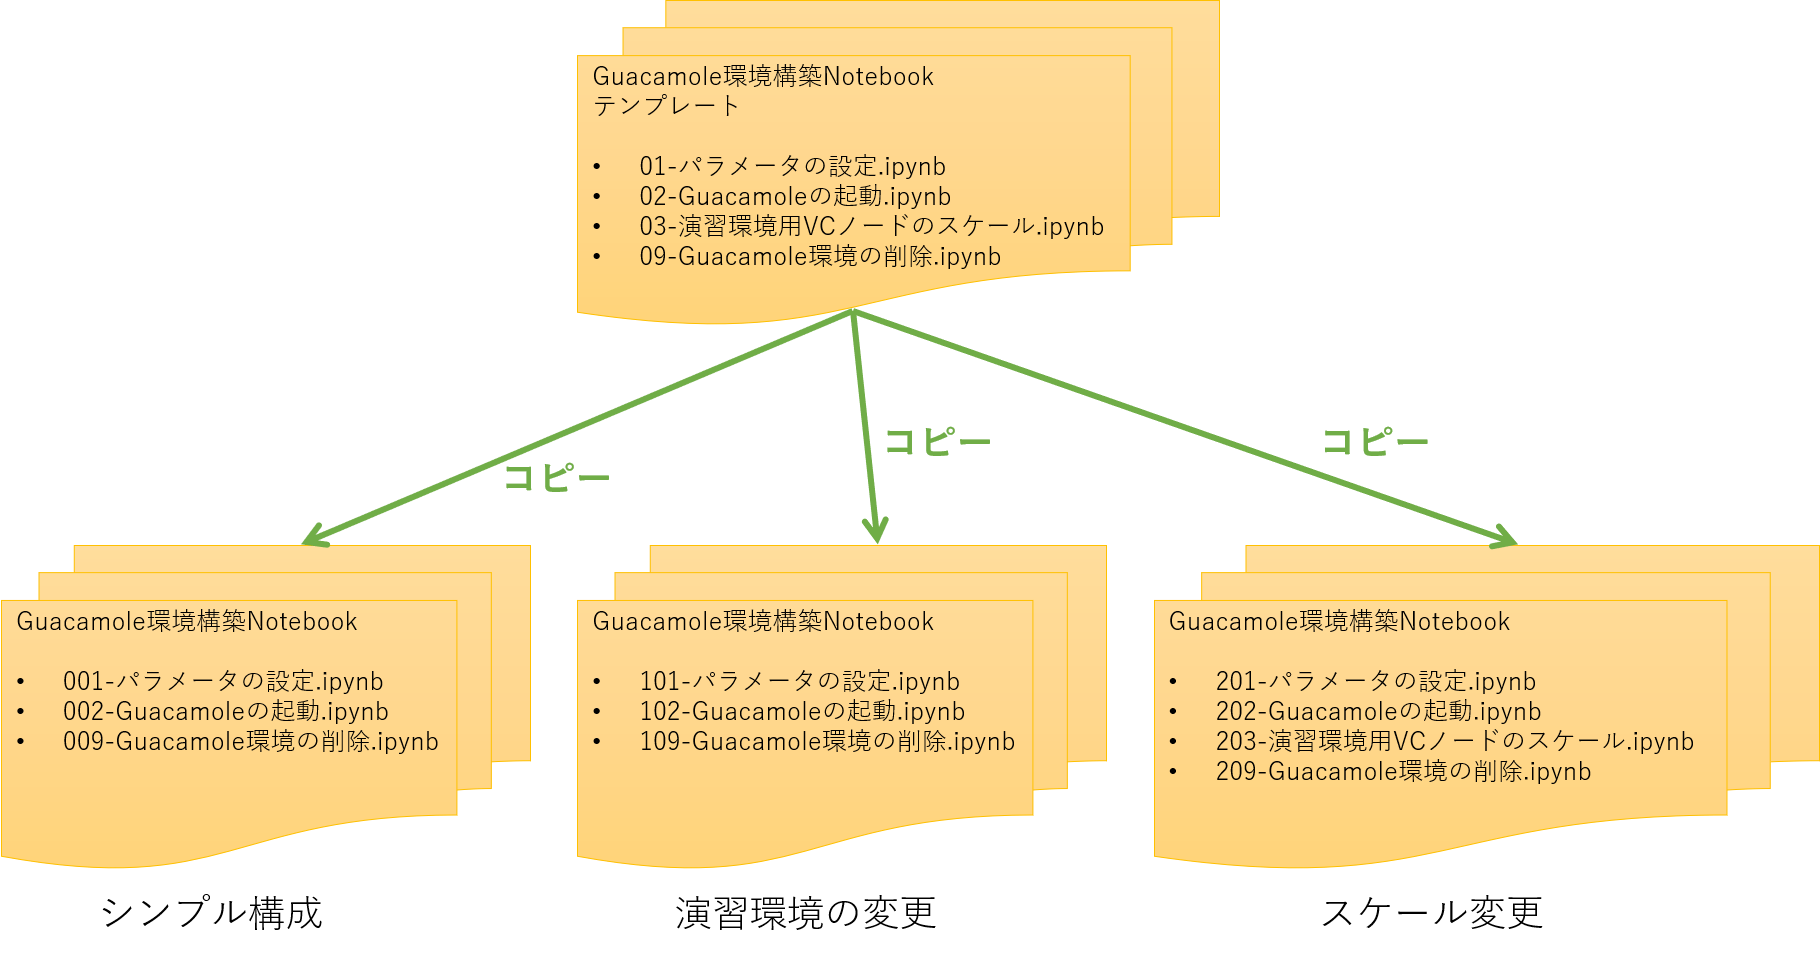 Guacamole環境構築Notebook
テンプレート
• 01-パラメータの設定.ipynb
• 02-Guacamoleの起動.ipynb
• 03-演習環境用VCノードのスケール.ipynb
• 09-Guacamole環境の削除.ipynb
コピー
コピー
コピー
Guacamole環境構築Notebook
• 001-パラメータの設定.ipynb
• 002-Guacamoleの起動.ipynb
• 009-Guacamole環境の削除.ipynb
シンプル構成
Guacamole環境構築Notebook
• 101-パラメータの設定.ipynb
• 102-Guacamoleの起動.ipynb
• 109-Guacamole環境の削除.ipynb
演習環境の変更
Guacamole環境構築Notebook
• 201-パラメータの設定.ipynb
• 202-Guacamoleの起動.ipynb
• 203-演習環境用VCノードのスケール.ipynb
• 209-Guacamole環境の削除.ipynb
スケール変更